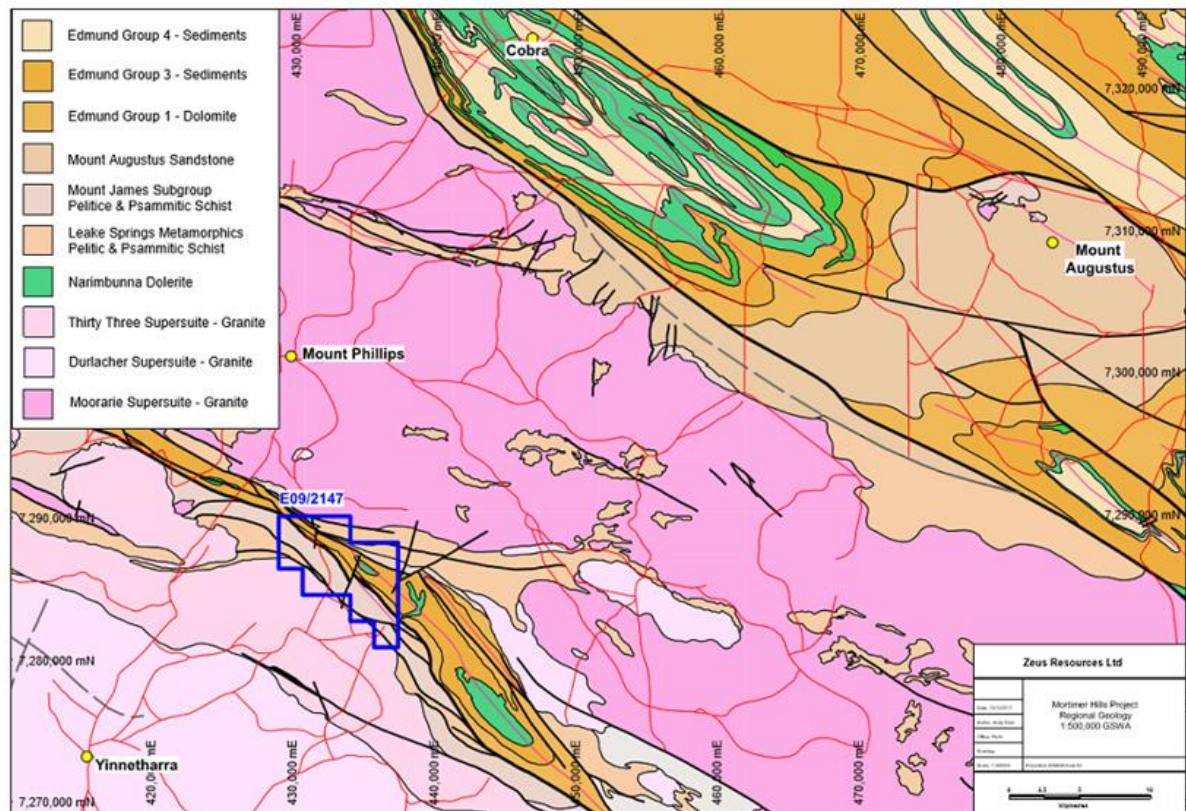 Edmund Group 4 - Sediments
Edmund Group 3 - Sediments
Edmund Group 1 - Dolomite
Mount Augustus Sandstone
Mount James Subgroup
Pelitice & Psammitic Schist
Leake Springs Metamorphics
Pelitic & Psammitic Schist
Narimbunna Dolerite
Thirty Three Supersuite - Granite
Durlacher Supersuite - Granite
Moorarie Supersuite - Granite
430,000 mE
460,000 mE
470,000 mE
480,000 mE
490,000 mE
Cobra
7,320,000 mN
7,310,000 mN
Mount
Augustus
Mount Phillips
7,300,000 mN
E09/2147
7,290,000 mN
7,290,000 mN
7,280,000 mN
Yinnetharra
7,270,000 mN
420,000 mE
430,000 mE
440,000 mE
450,000 mE
460,000 mE
470,000 mE
Zeus Resources Ltd
Mortimer Hills Project
Regional Geology
1:500,000 GSWA